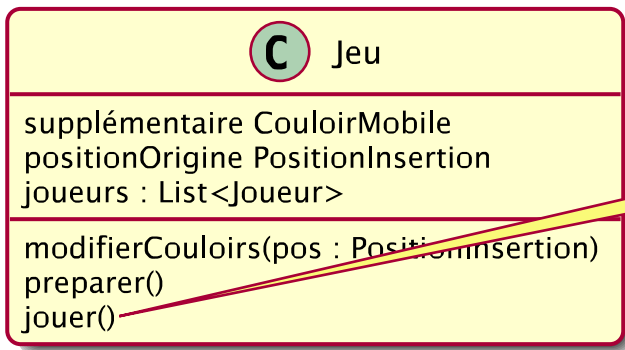 C Jeu
supplémentaire CouloirMobile
positionOrigine PositionInsertion
joueurs : List<Joueur>
modifierCouloirs(pos : PositionInsertion)
preparer()
jouer()